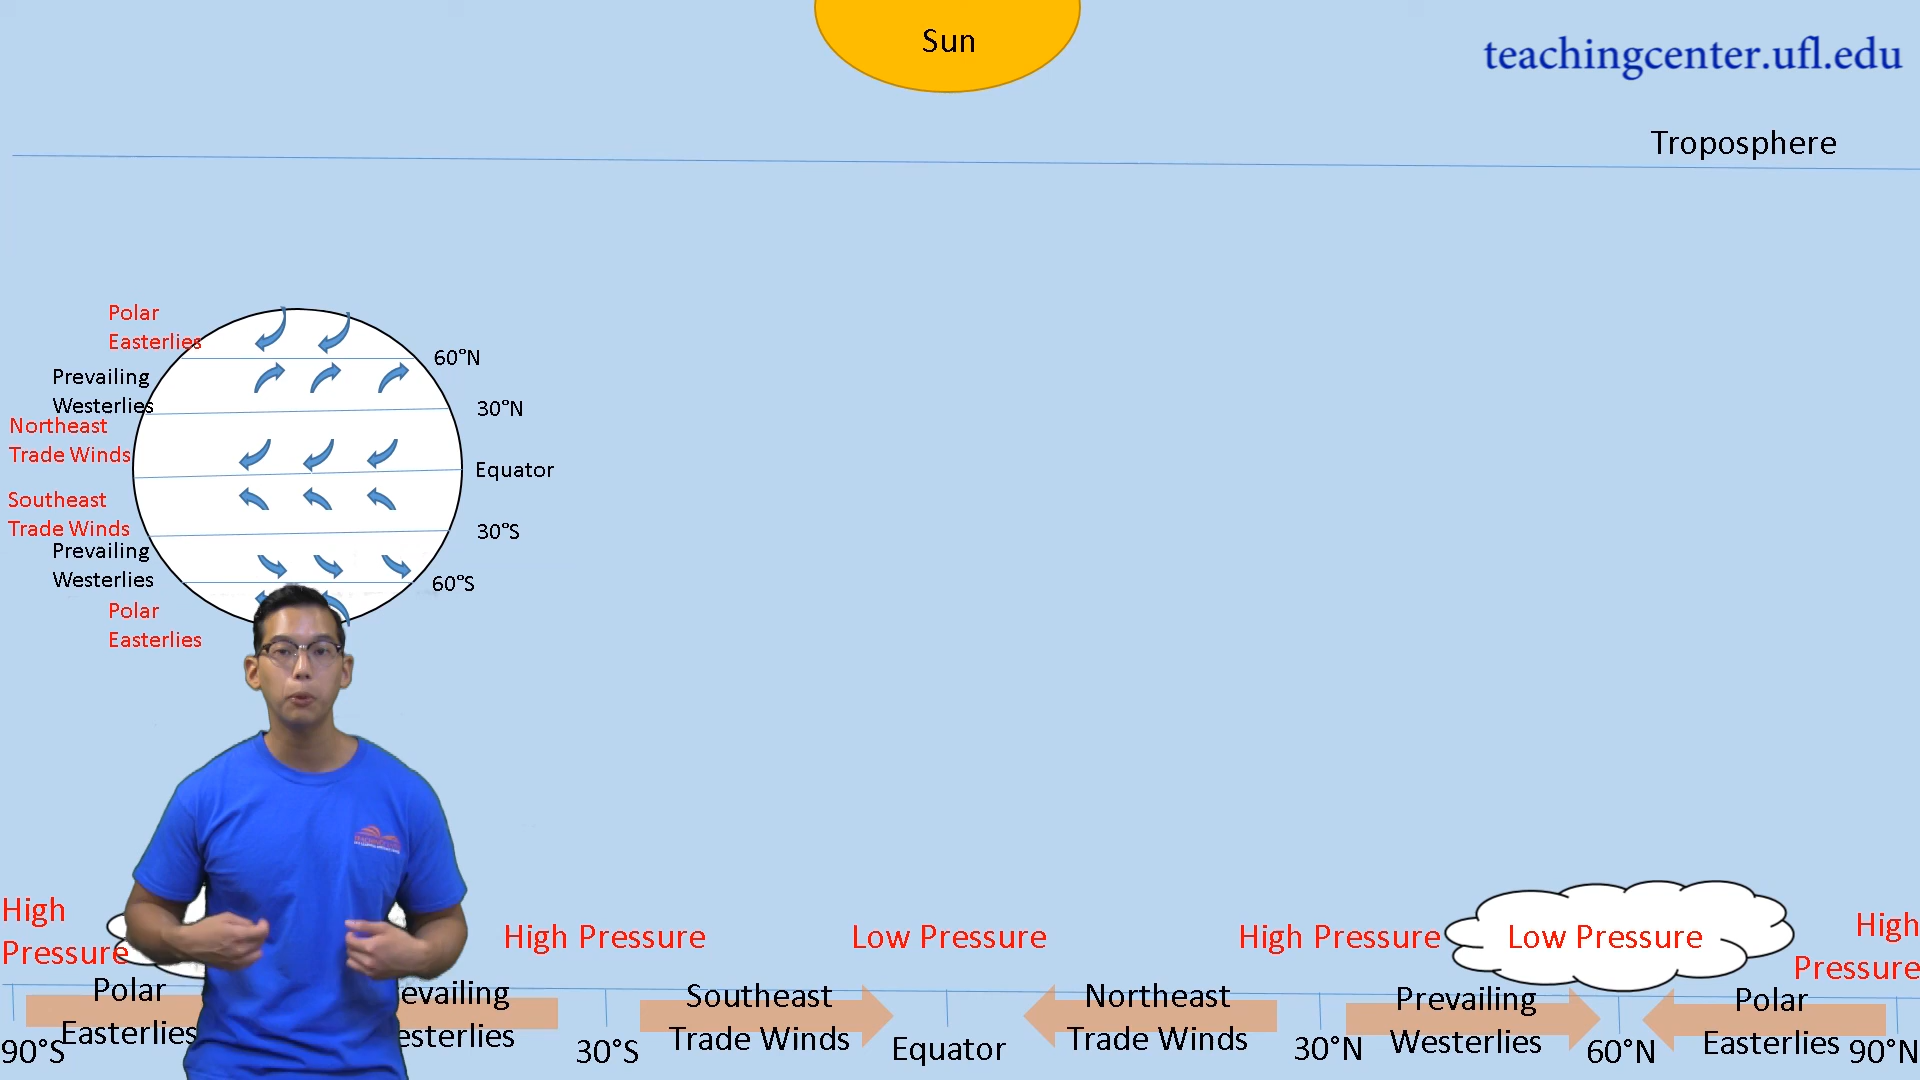 Sun
teachingcenter.ufl.edu
Troposphere
Polar
Easterlies
60°N
Prevailing
Westerlies
30°N
Northeast
Trade Winds
Equator
Southeast
Trade Winds
30°S
Prevailing
Westerlies
60°S
Polar
Easterlies
High
Pressure
High Pressure
Low Pressure
High Pressure
Low Pressure
High
Pressure
Polar
Easterlies
evailing
esterlies
Southeast
Trade Winds
Northeast
Trade Winds
Prevailing
Westerlies
Polar
Easterlies
90°S
30°S
Equator
30°N
60°N
90°N